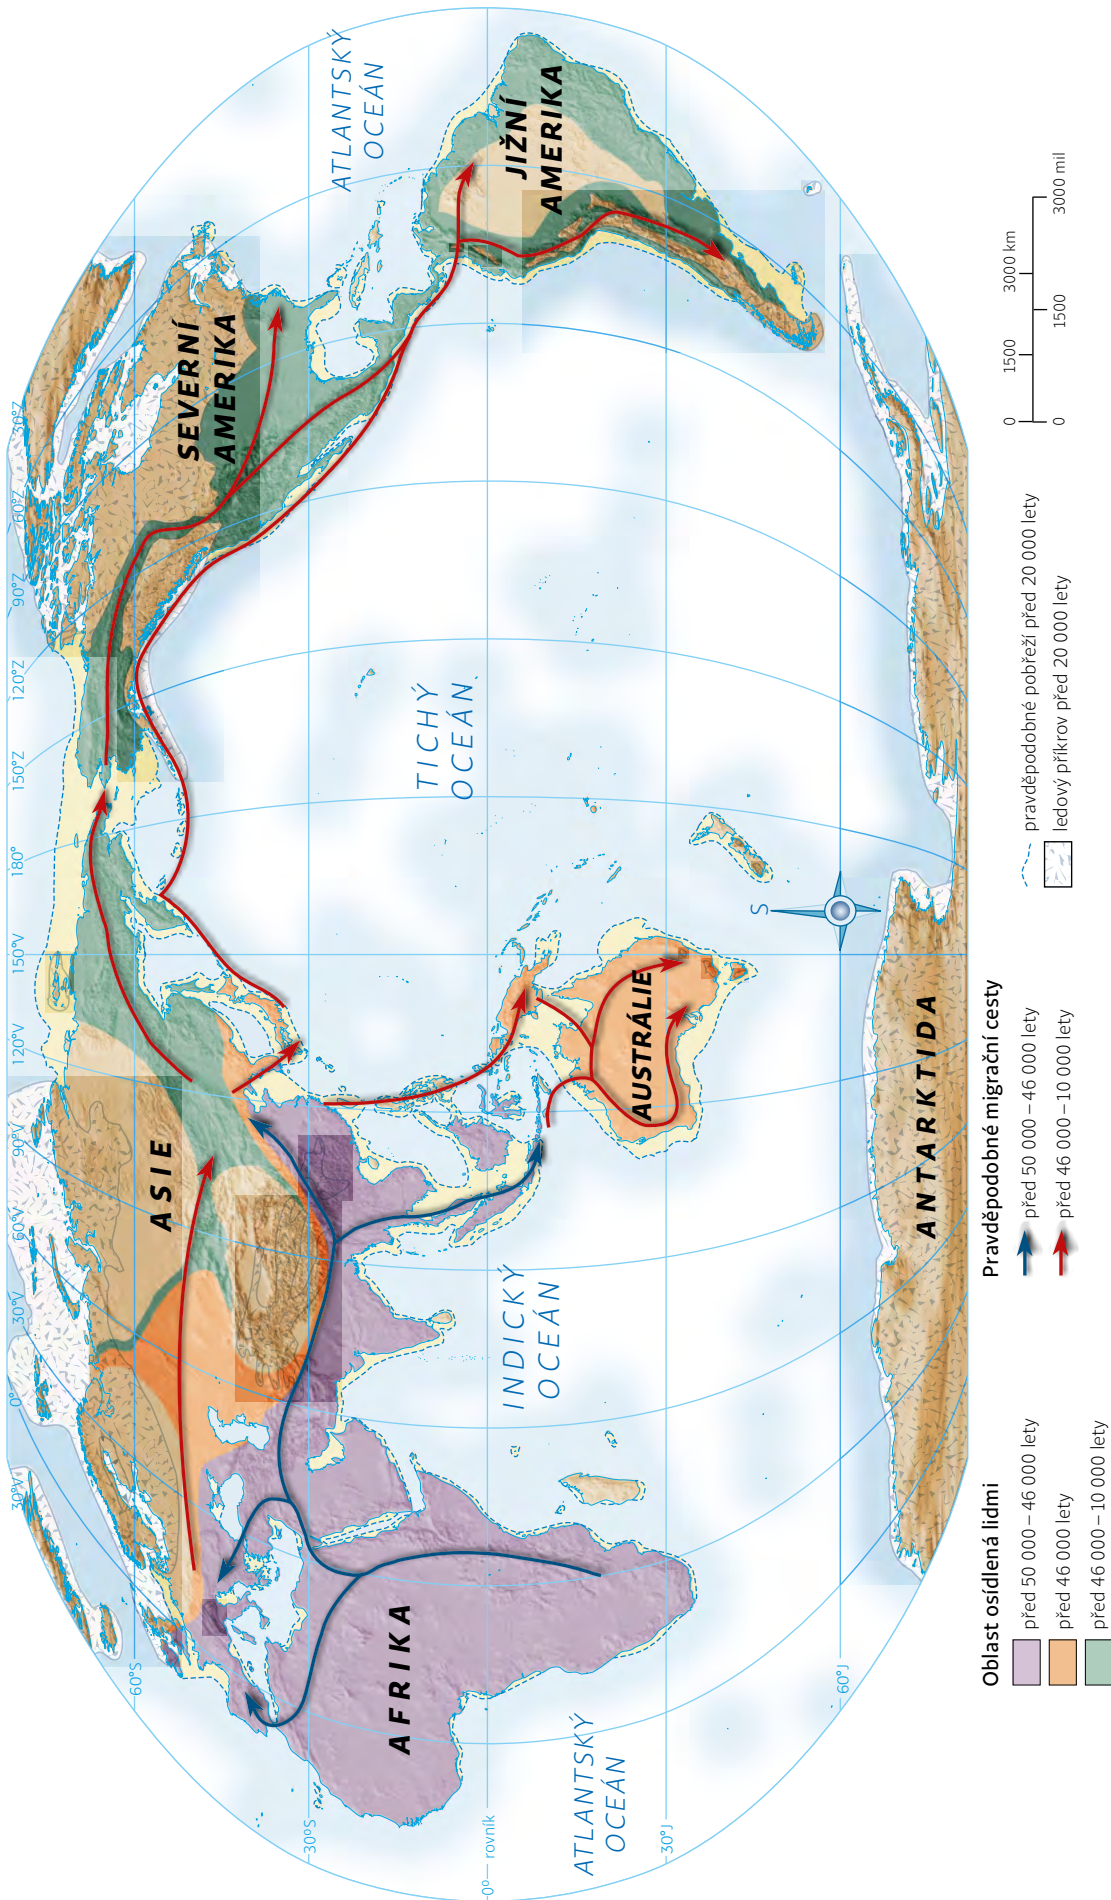 30°V
0°
30°V
60°V
90°V
120°V
150°V
180°
150°Z
120°Z
90°Z
60°Z
30°Z
60°S
30°S
0°
rovník
30°J
60°J
ASIE
SEVERNÍ
AMERIKA
ATLANTSKÝ
OCEÁN
AFRIKA
TICHÝ
OCEÁN
JIŽNÍ
AMERIKA
INDICKÝ
OCEÁN
ATLANTSKÝ
OCEÁN
AUSTRÁLIE
S
ANTARKTIDA
Oblast osídlená lidmi
před 50 000 – 46 000 lety
před 46 000 lety
před 46 000 – 10 000 lety
Pravděpodobné migrační cesty
před 50 000 – 46 000 lety
před 46 000 – 10 000 lety
pravděpodobné pobřeží před 20 000 lety
ledový příkrov před 20 000 lety
0
1500
3000 km
0
1500
3000 mil